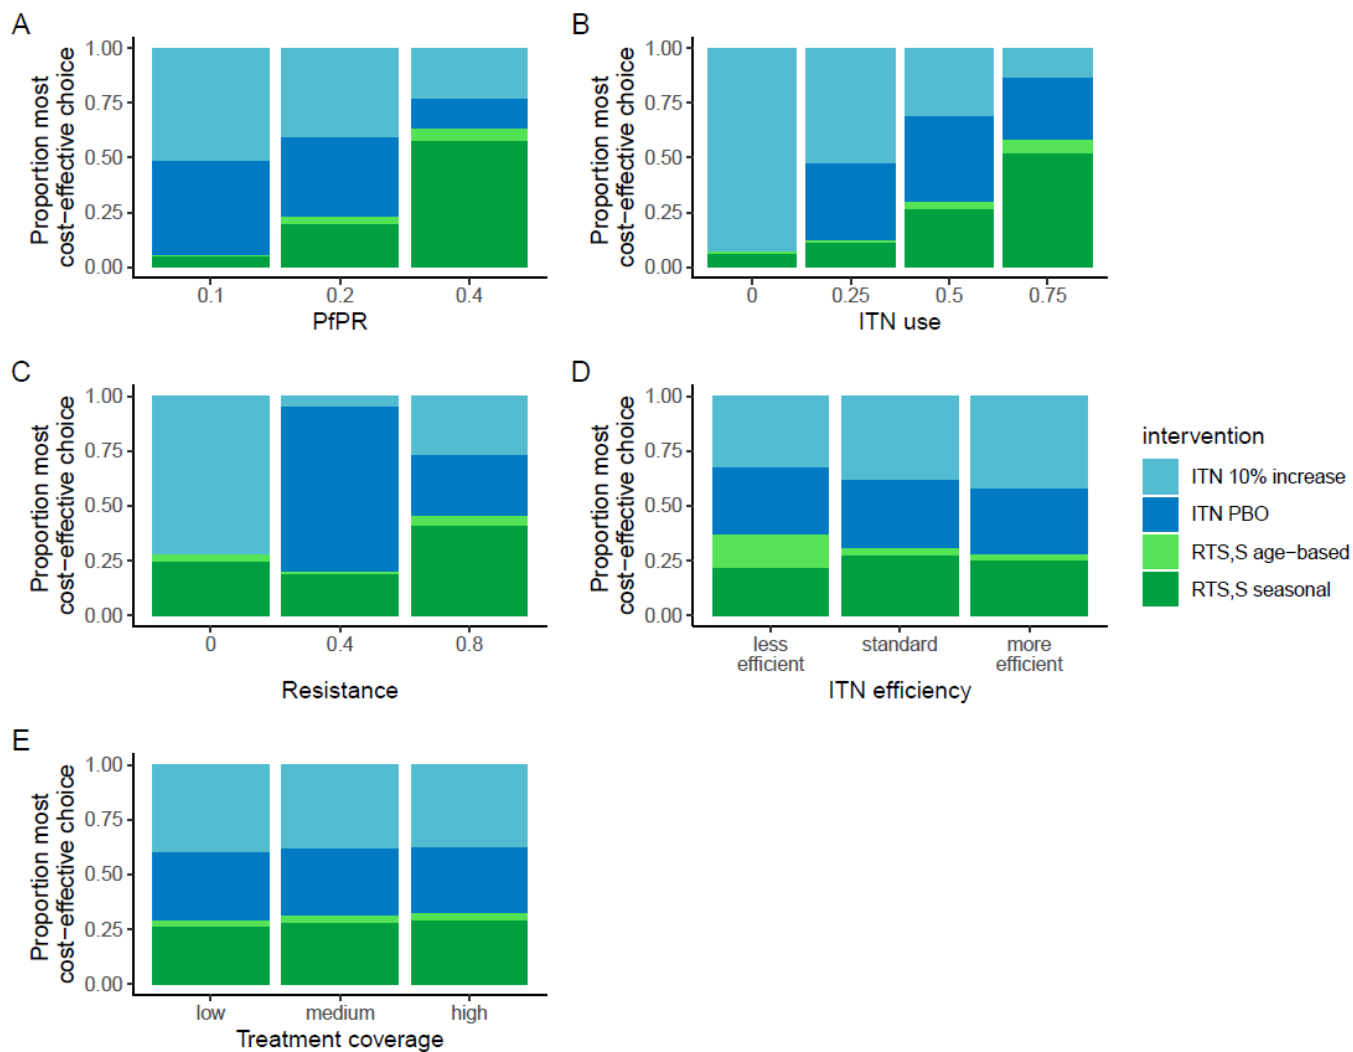 A
Proportion most
cost−effective choice
1.00
0.75
0.50
0.25
0.00
0.1 0.2 0.4
PfPR
B
Proportion most
cost−effective choice
1.00
0.75
0.50
0.25
0.00
0 0.25 0.5 0.75
ITN use
C
Proportion most
cost−effective choice
1.00
0.75
0.50
0.25
0.00
0 0.4 0.8
Resistance
D
Proportion most
cost−effective choice
1.00
0.75
0.50
0.25
0.00
less efficient standard more efficient
ITN efficiency
intervention
ITN 10% increase
ITN PBO
RTS,S age−based
RTS,S seasonal
E
Proportion most
cost−effective choice
1.00
0.75
0.50
0.25
0.00
low medium high
Treatment coverage